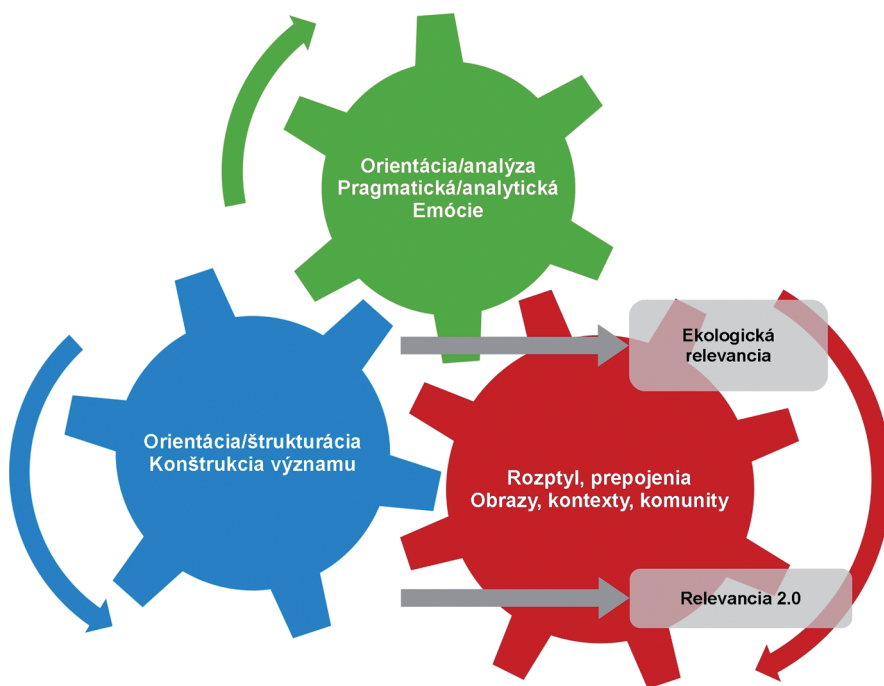 Orientácia/analýza
Pragmatická/analytická
Emócie
Ekologická
relevancia
Orientácia/štrukturácia
Konštrukcia významu
Rozptyl, prepojenia
Obrazy, kontexty, komunity
Relevancia 2.0